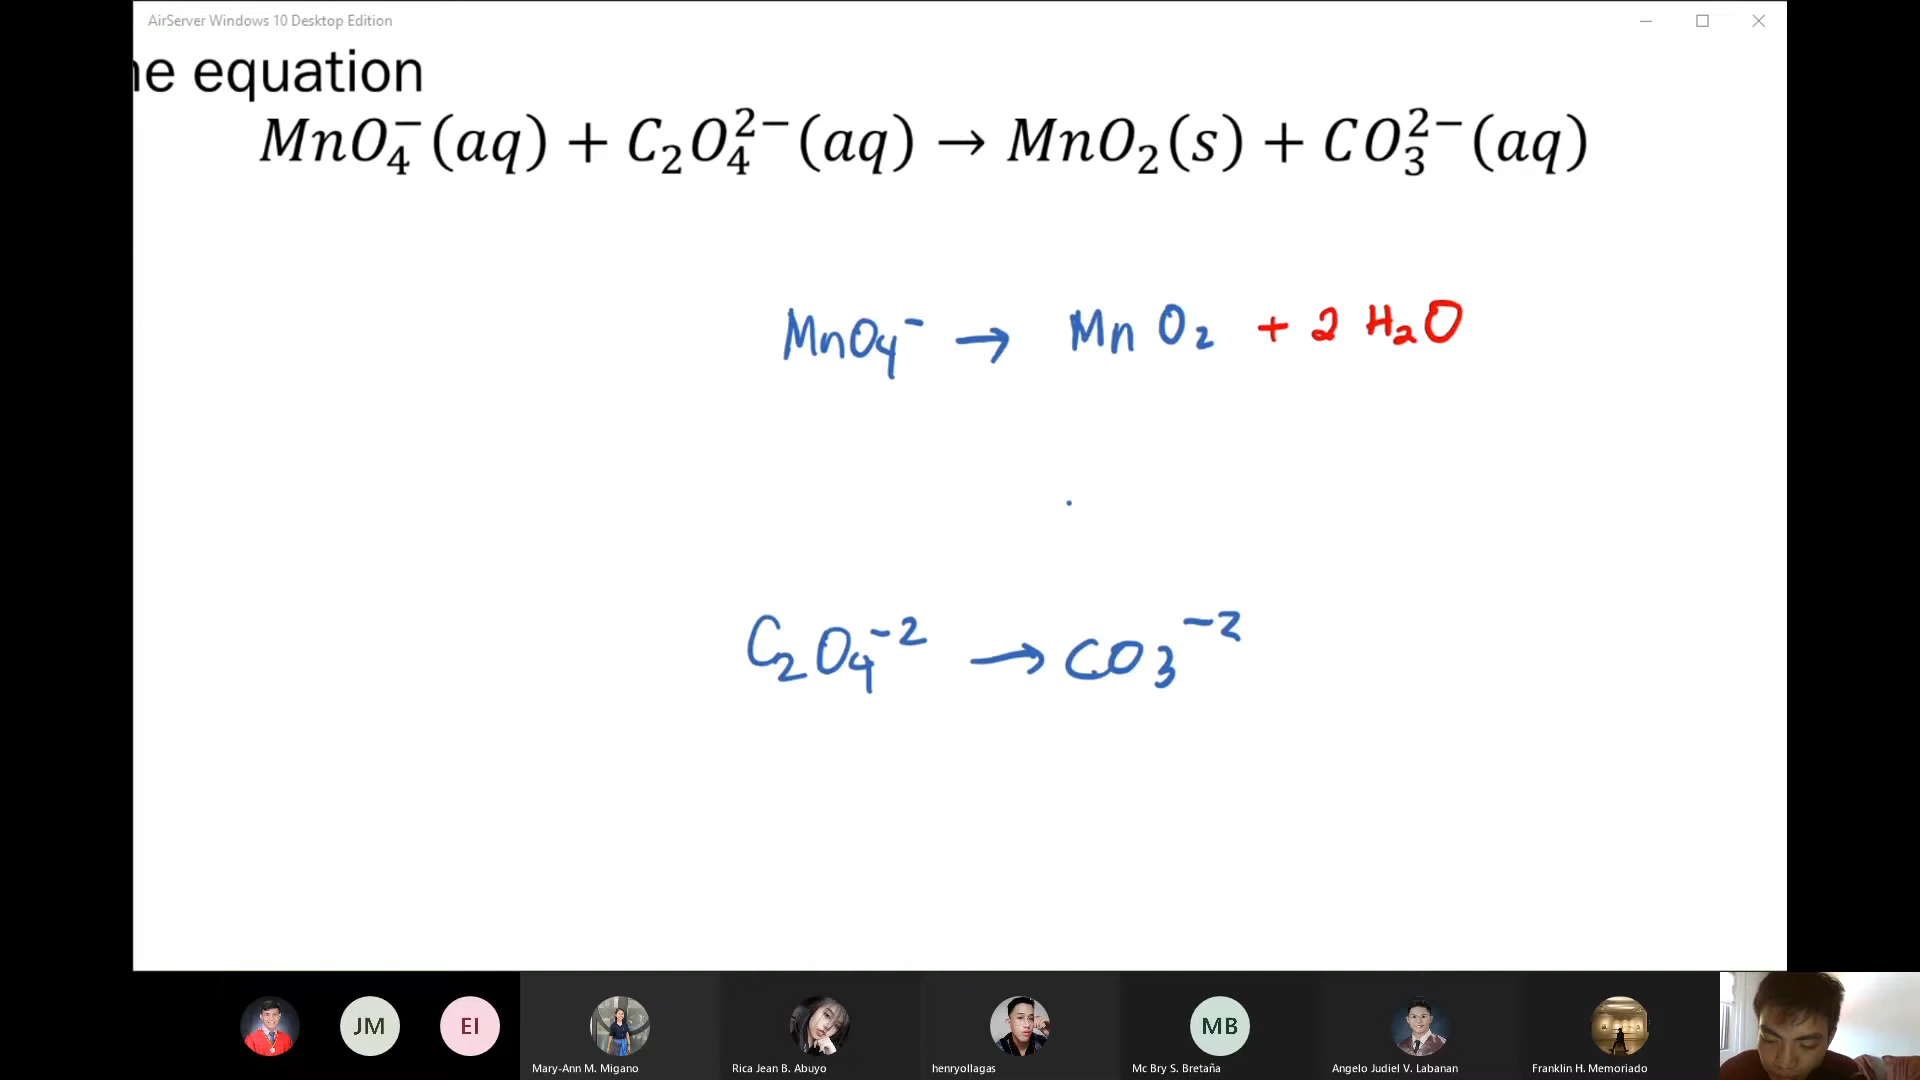 AirServer Windows 10 Desktop Edition
he equation
MnO₄⁻(aq) + C₂O₄²⁻(aq) → MnO₂(s) + CO₃²⁻(aq)
MnO₄⁻ → MnO₂ + 2 H₂O
C₂O₄⁻² → CO₃⁻²
JM EI MB
Mary-Ann M. Migano Rica Jean B. Abuyo henryollagas Mc Bry S. Bretaña Angelo Judiel V. Labanan Franklin H. Memoriado